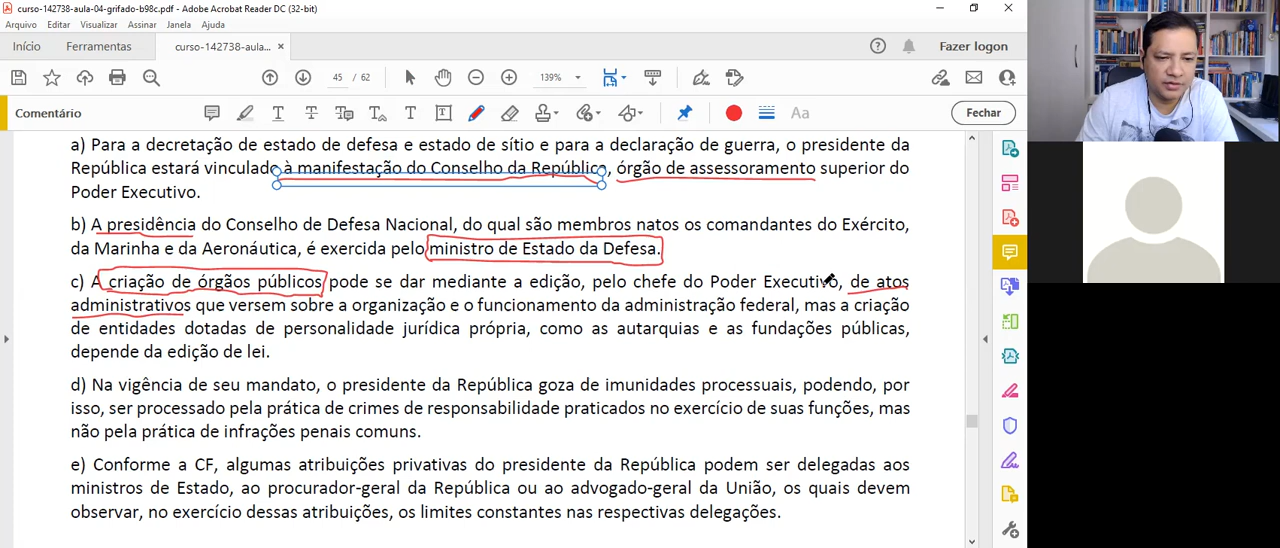 curso-142738-aula-04-grifado-b98c.pdf - Adobe Acrobat Reader DC (32-bit)
Arquivo Editar Visualizar Assinar Janela Ajuda
Início Ferramentas curso-142738-aula... × Fazer logon
45 / 62 139%
Comentário Aa Fechar
a) Para a decretação de estado de defesa e estado de sítio e para a declaração de guerra, o presidente da
República estará vinculado à manifestação do Conselho da República, órgão de assessoramento superior do
Poder Executivo.
b) A presidência do Conselho de Defesa Nacional, do qual são membros natos os comandantes do Exército,
da Marinha e da Aeronáutica, é exercida pelo ministro de Estado da Defesa.
c) A criação de órgãos públicos pode se dar mediante a edição, pelo chefe do Poder Executivo, de atos
administrativos que versem sobre a organização e o funcionamento da administração federal, mas a criação
de entidades dotadas de personalidade jurídica própria, como as autarquias e as fundações públicas,
depende da edição de lei.
d) Na vigência de seu mandato, o presidente da República goza de imunidades processuais, podendo, por
isso, ser processado pela prática de crimes de responsabilidade praticados no exercício de suas funções, mas
não pela prática de infrações penais comuns.
e) Conforme a CF, algumas atribuições privativas do presidente da República podem ser delegadas aos
ministros de Estado, ao procurador-geral da República ou ao advogado-geral da União, os quais devem
observar, no exercício dessas atribuições, os limites constantes nas respectivas delegações.